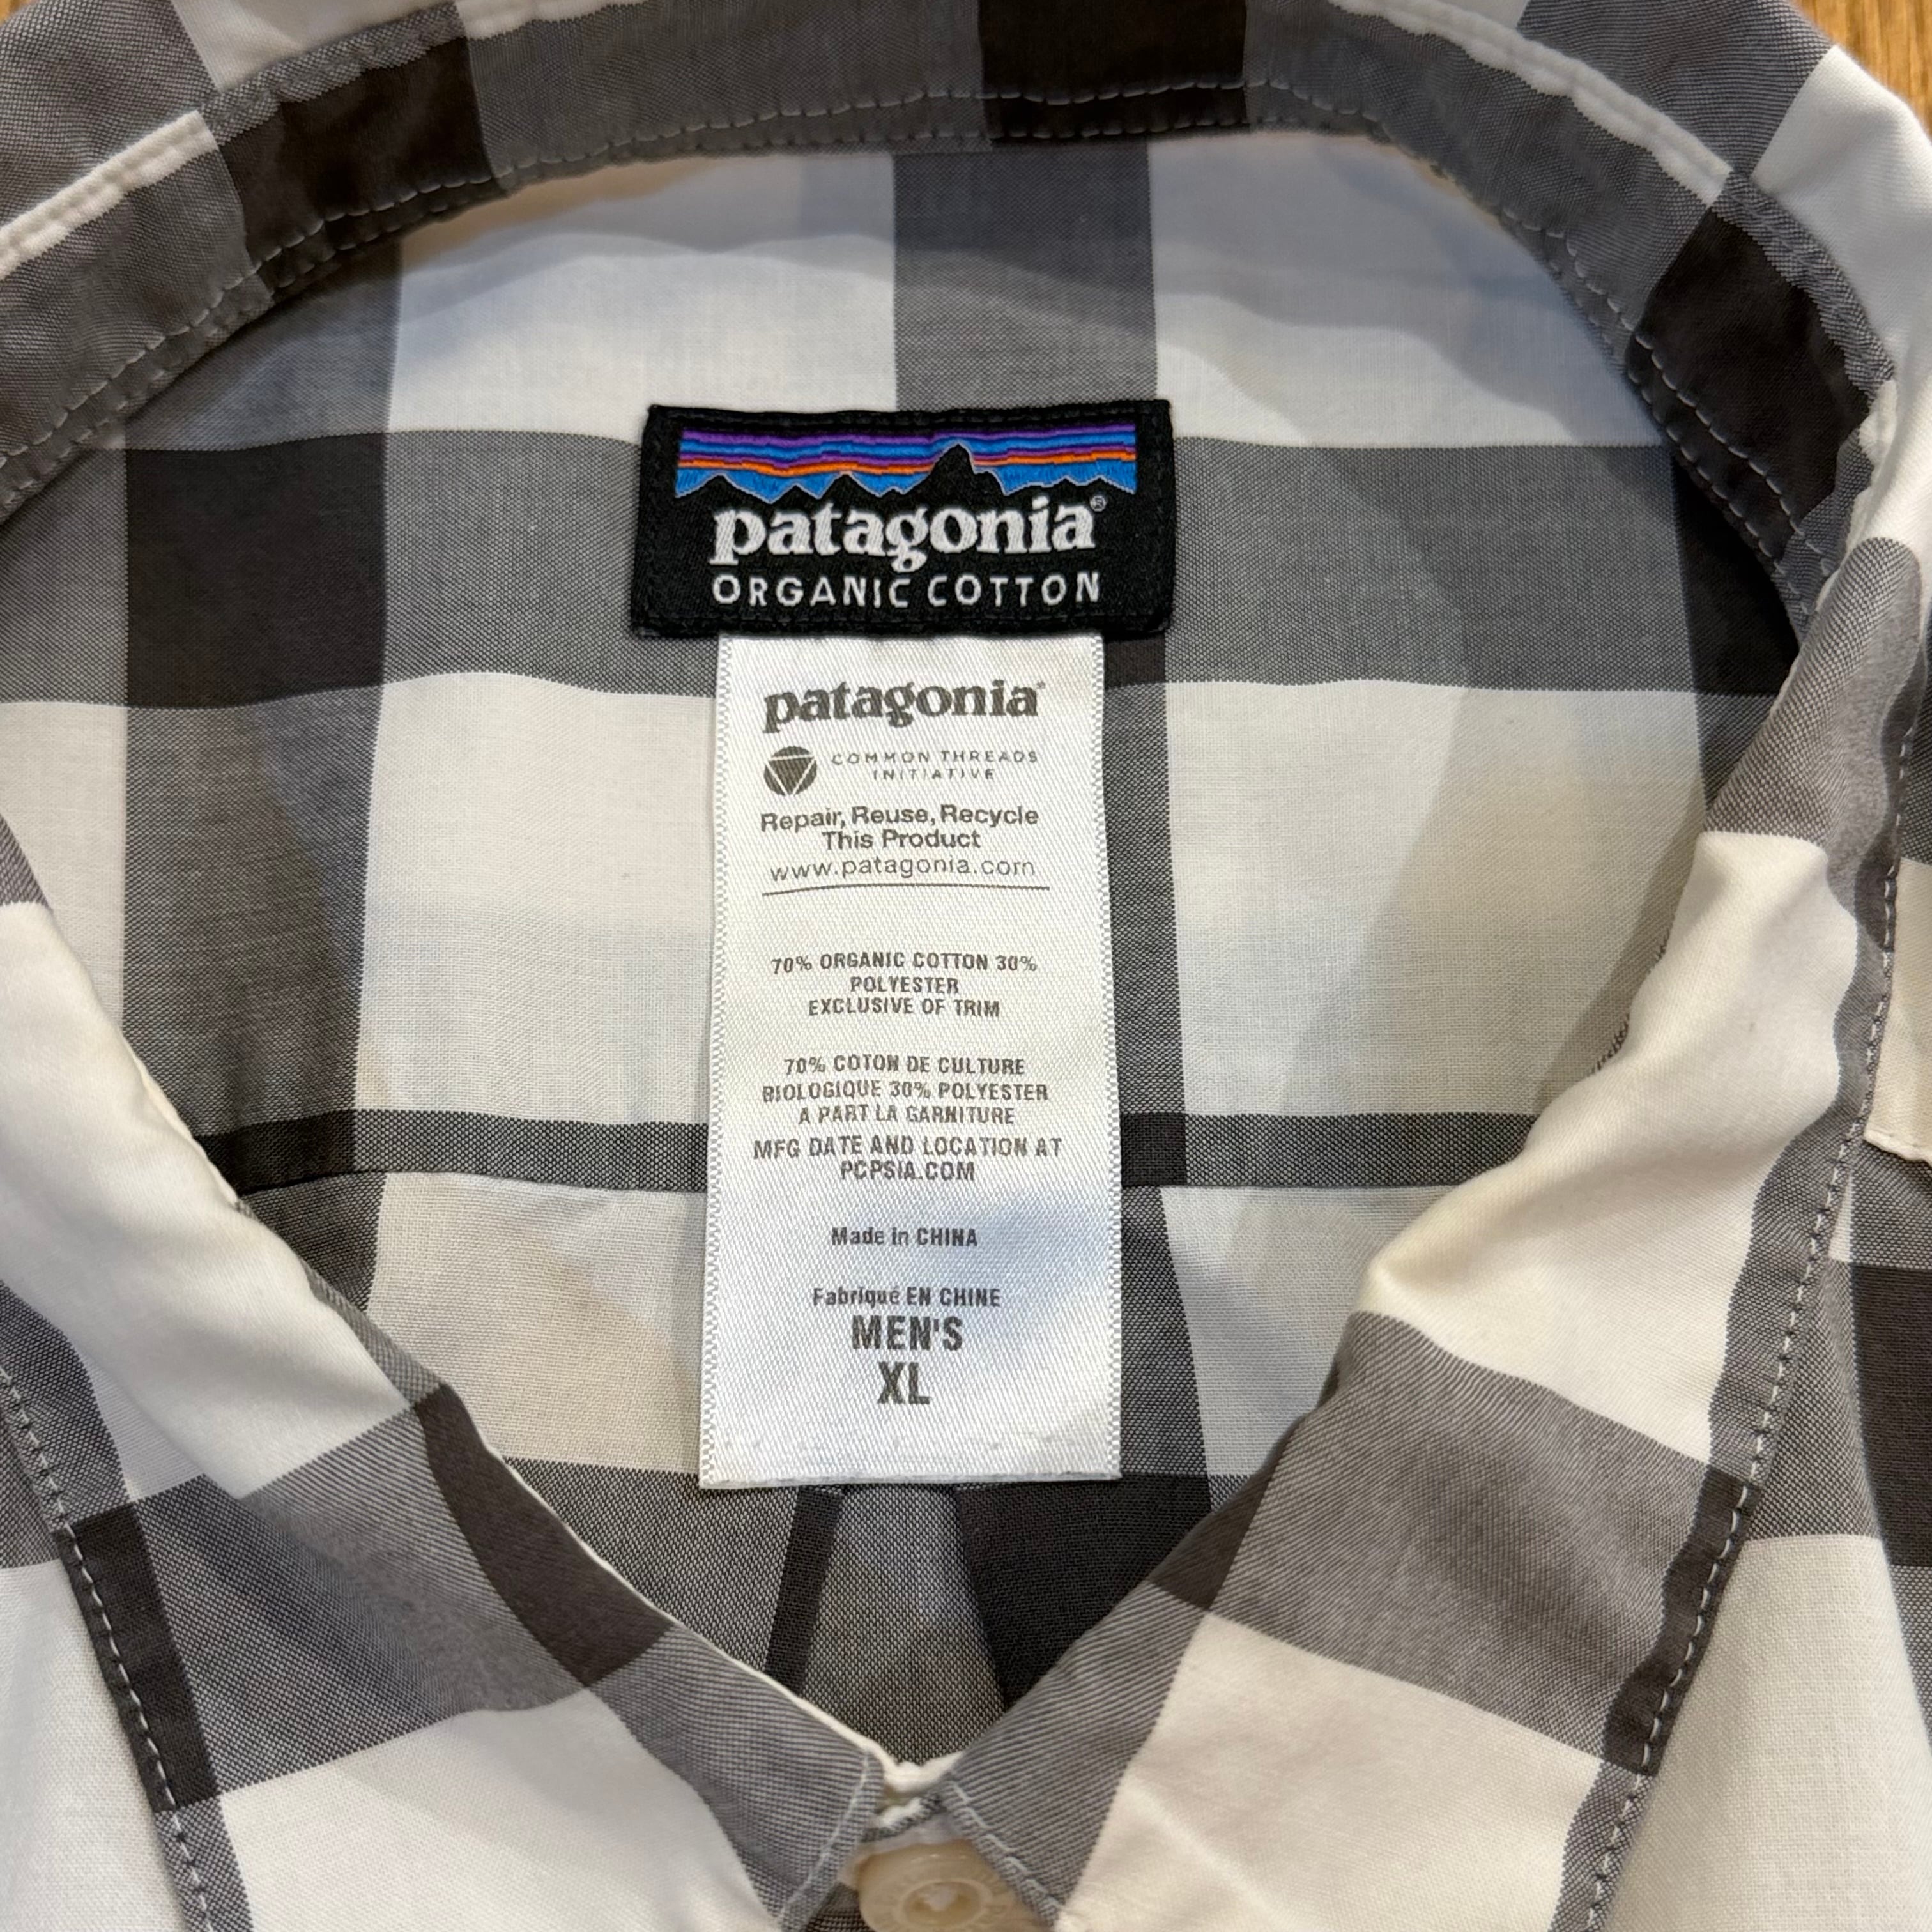 patagonia®
ORGANIC COTTON
patagonia®
COMMON THREADS
INITIATIVE
Repair, Reuse, Recycle
This Product
www.patagonia.com
70% ORGANIC COTTON 30%
POLYESTER
EXCLUSIVE OF TRIM
70% COTON DE CULTURE
BIOLOGIQUE 30% POLYESTER
A PART LA GARNITURE
MFG DATE AND LOCATION AT
PCPSIA.COM
Made in CHINA
Fabriqué EN CHINE
MEN'S
XL